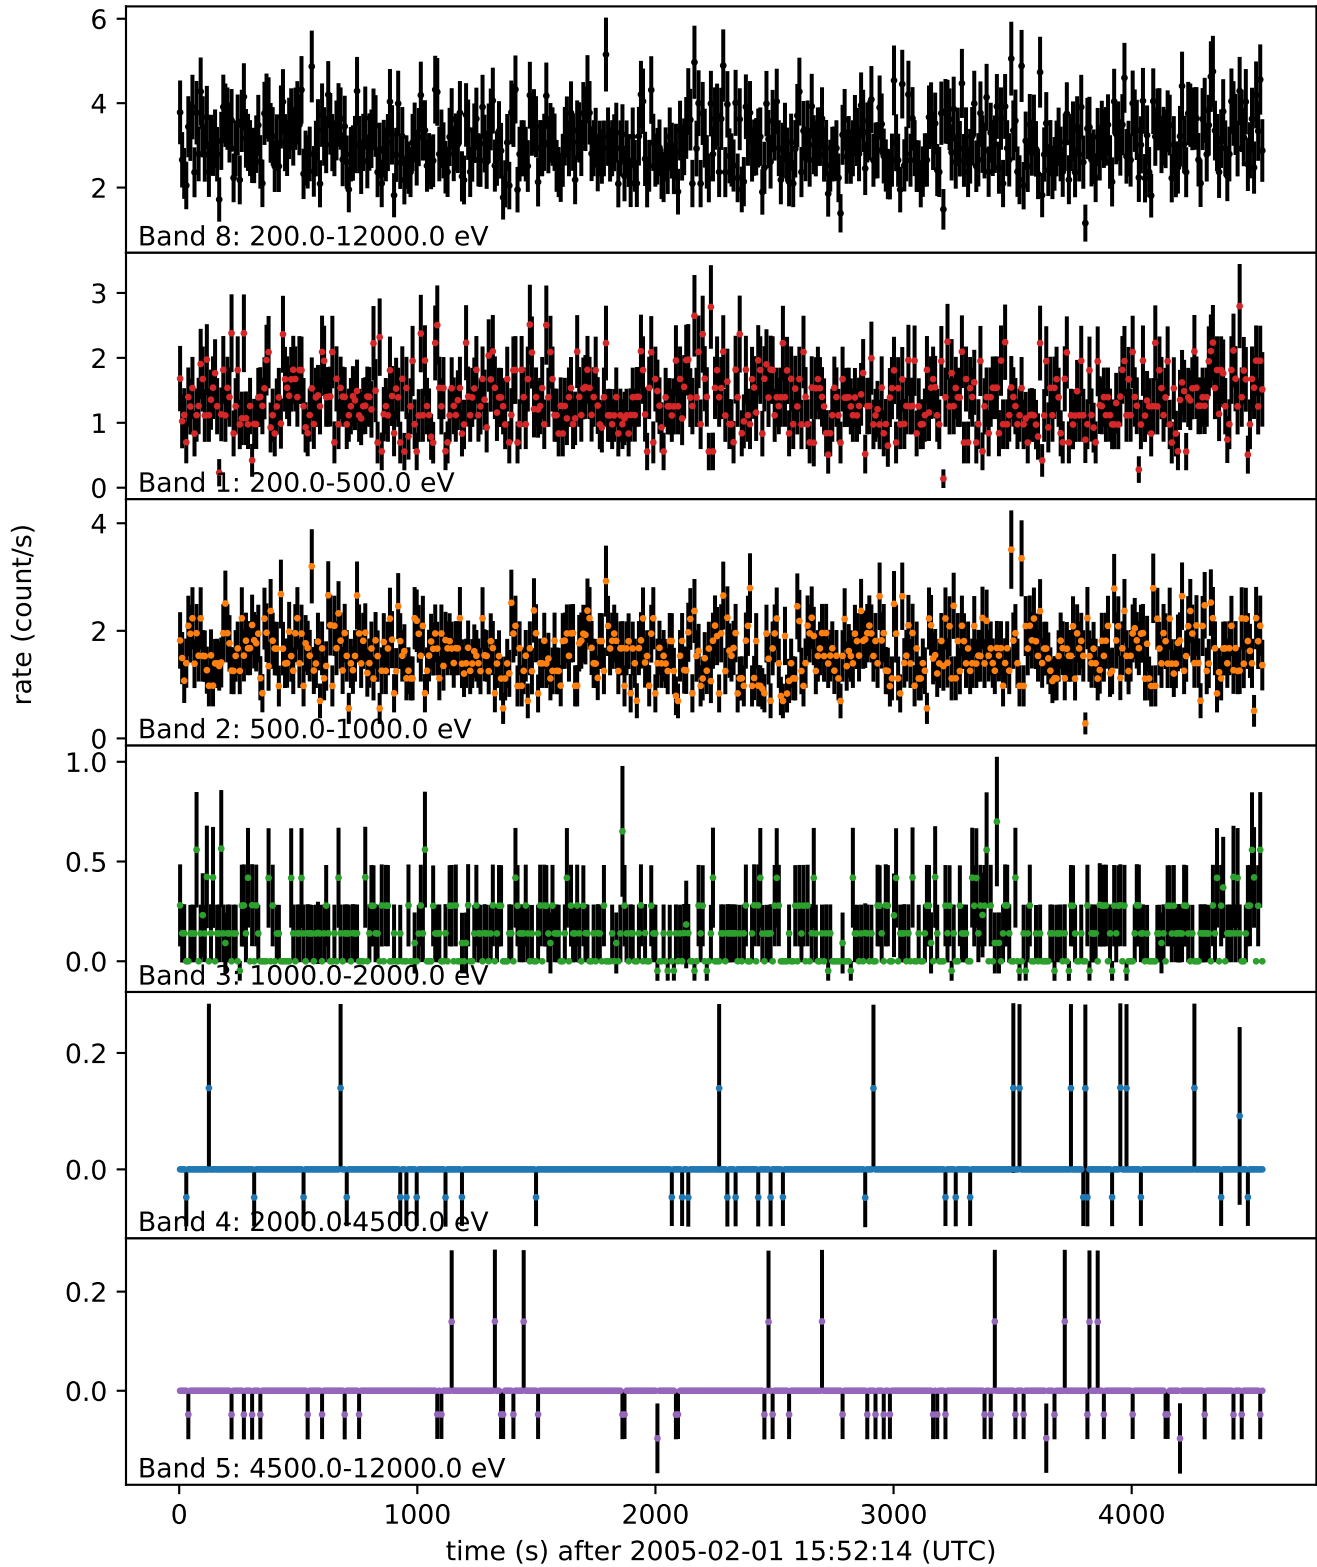 6
4
2
Band 8: 200.0-12000.0 eV
3
2
1
0
Band 1: 200.0-500.0 eV
rate (count/s)
4
2
0
Band 2: 500.0-1000.0 eV
1.0
0.5
0.0
Band 3: 1000.0-2000.0 eV
0.2
0.0
Band 4: 2000.0-4500.0 eV
0.2
0.0
Band 5: 4500.0-12000.0 eV
0 1000 2000 3000 4000
time (s) after 2005-02-01 15:52:14 (UTC)